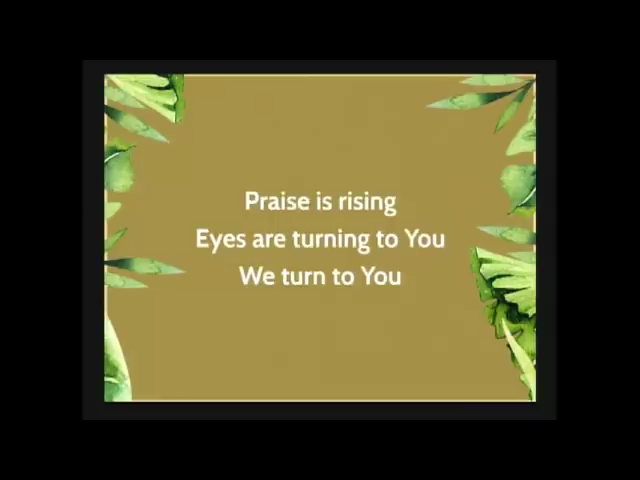 Praise is rising
Eyes are turning to You
We turn to You